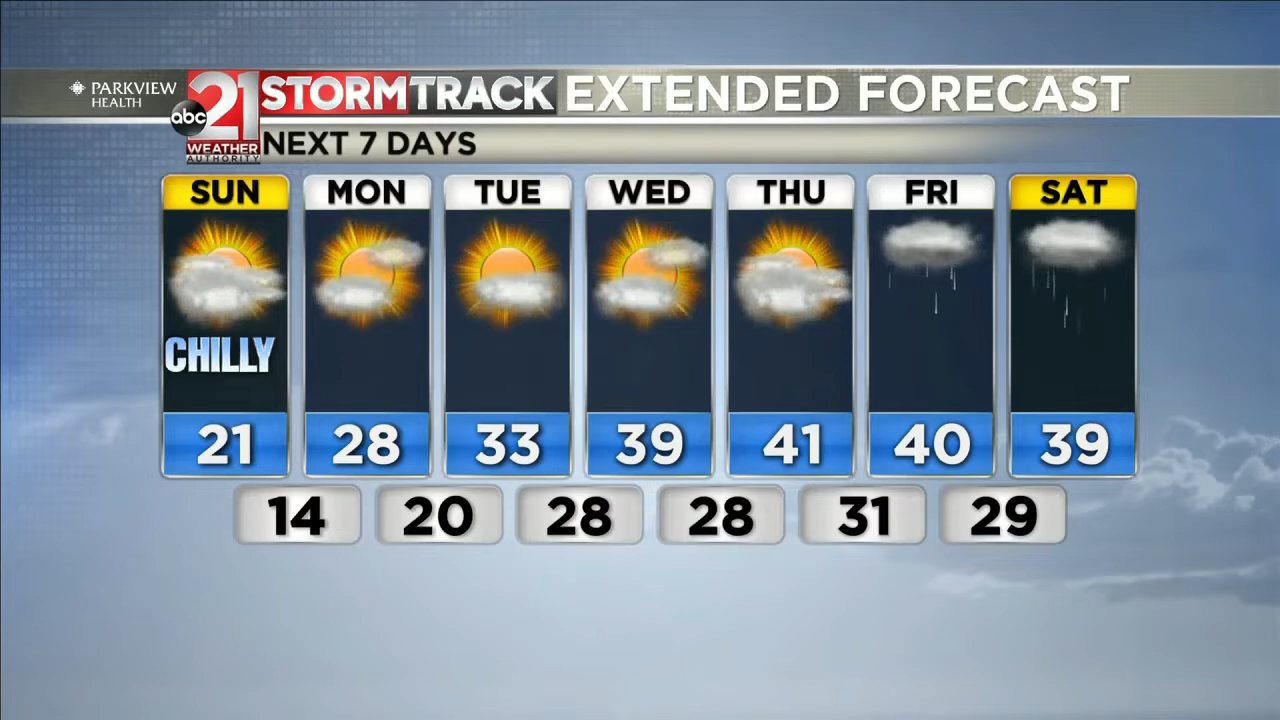 PARKVIEW
HEALTH
abc 21
WEATHER
AUTHORITY
STORMTRACK EXTENDED FORECAST
NEXT 7 DAYS
SUN MON TUE WED THU FRI SAT
CHILLY
21 28 33 39 41 40 39
14 20 28 28 31 29